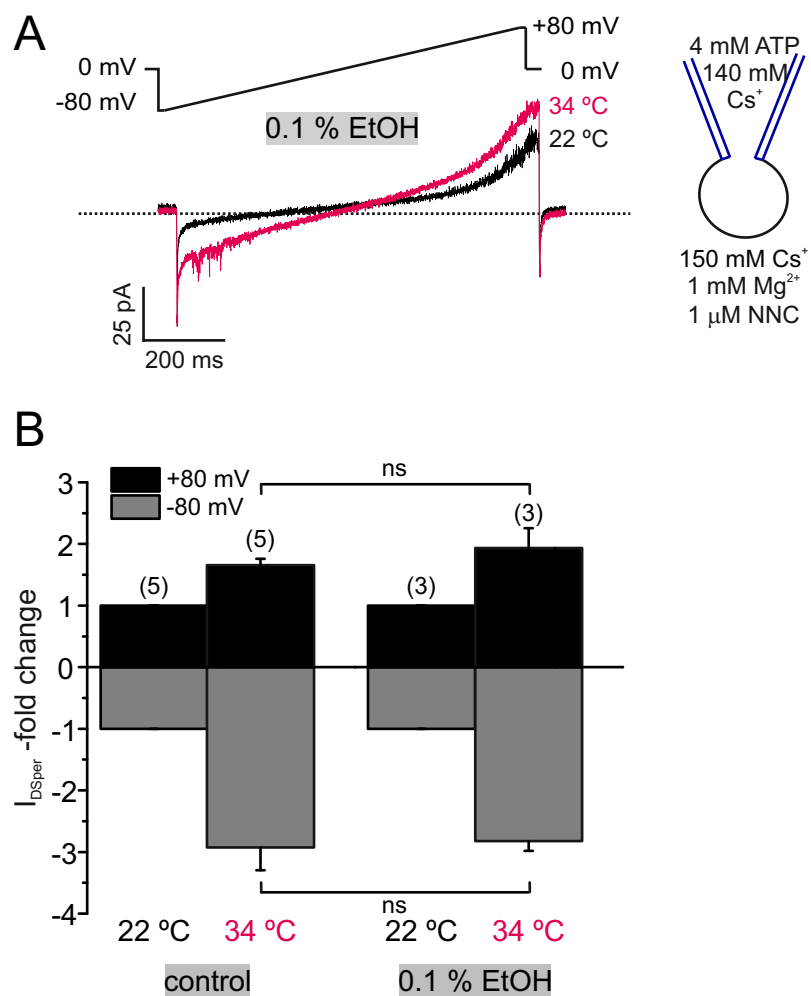 A
+80 mV
0 mV
0 mV
-80 mV
0.1 % EtOH
34 ºC
22 ºC
25 pA
200 ms
4 mM ATP
140 mM
Cs+
150 mM Cs+
1 mM Mg2+
1 μM NNC
B
+80 mV
-80 mV
ns
(5)
(5)
(3)
(3)
3
2
1
0
-1
-2
-3
-4
IDSper -fold change
ns
22 ºC
34 ºC
22 ºC
34 ºC
control
0.1 % EtOH